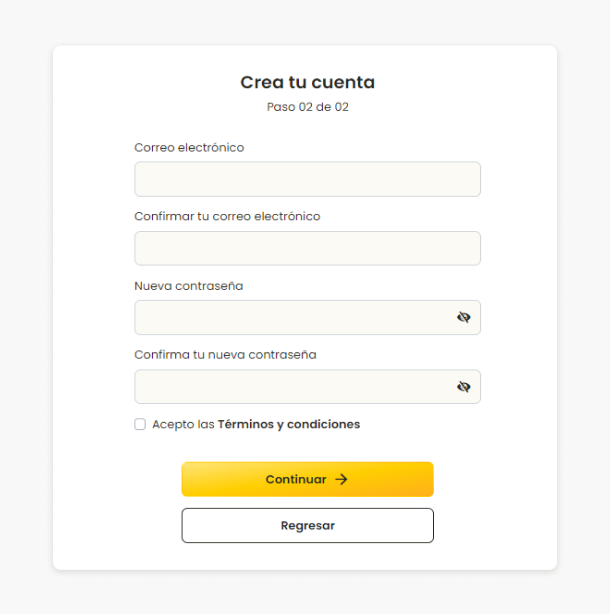 Crea tu cuenta
Paso 02 de 02
Correo electrónico
Confirmar tu correo electrónico
Nueva contraseña
Confirma tu nueva contraseña
Acepto las Términos y condiciones
Continuar →
Regresar